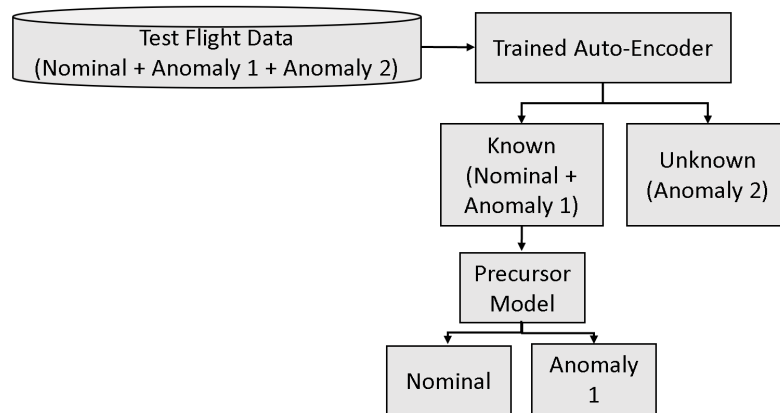 Test Flight Data
(Nominal + Anomaly 1 + Anomaly 2)
Trained Auto-Encoder
Known
(Nominal +
Anomaly 1)
Unknown
(Anomaly 2)
Precursor
Model
Nominal
Anomaly
1